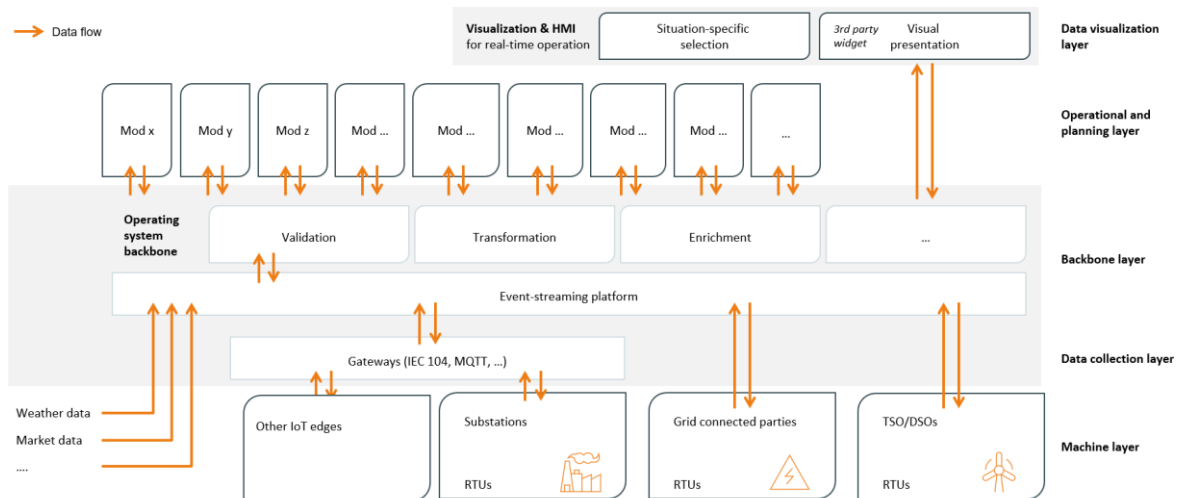 Data flow
Visualization & HMI
for real-time operation
Situation-specific
selection
3rd party
widget
Visual
presentation
Data visualization
layer
Mod x
Mod y
Mod z
Mod ...
Mod ...
Mod ...
Mod ...
Mod ...
...
Operational and
planning layer
Operating
system
backbone
Validation
Transformation
Enrichment
...
Backbone layer
Event-streaming platform
Gateways (IEC 104, MQTT, ...)
Data collection layer
Weather data
Market data
....
Other IoT edges
Substations
RTUs
Grid connected parties
RTUs
TSO/DSOs
RTUs
Machine layer